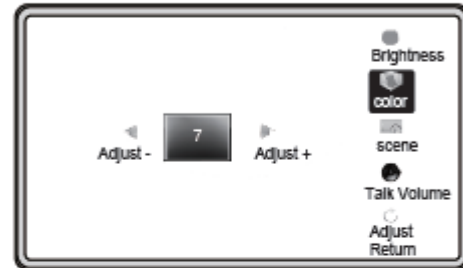 Brightness
color
7
Adjust -
Adjust +
scene
Talk Volume
Adjust
Return